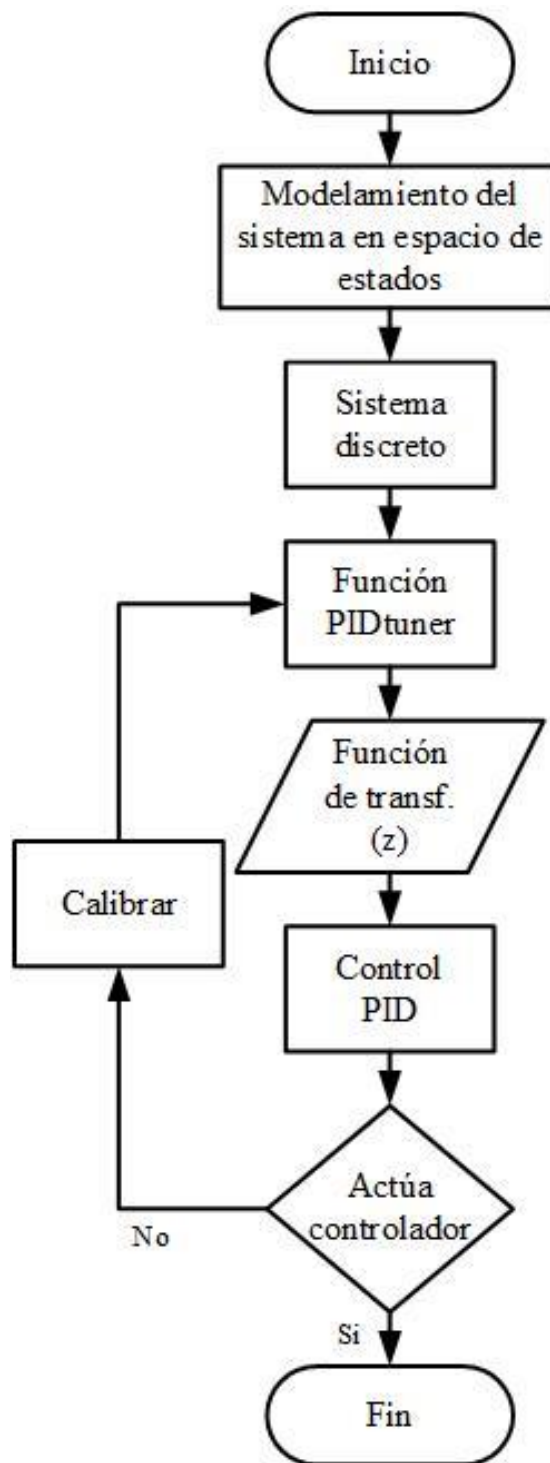 Inicio
Modelamiento del
sistema en espacio de
estados
Sistema
discreto
Función
PIDtuner
Función
de transf.
(z)
Calibrar
Control
PID
Actúa
controlador
No
Si
Fin